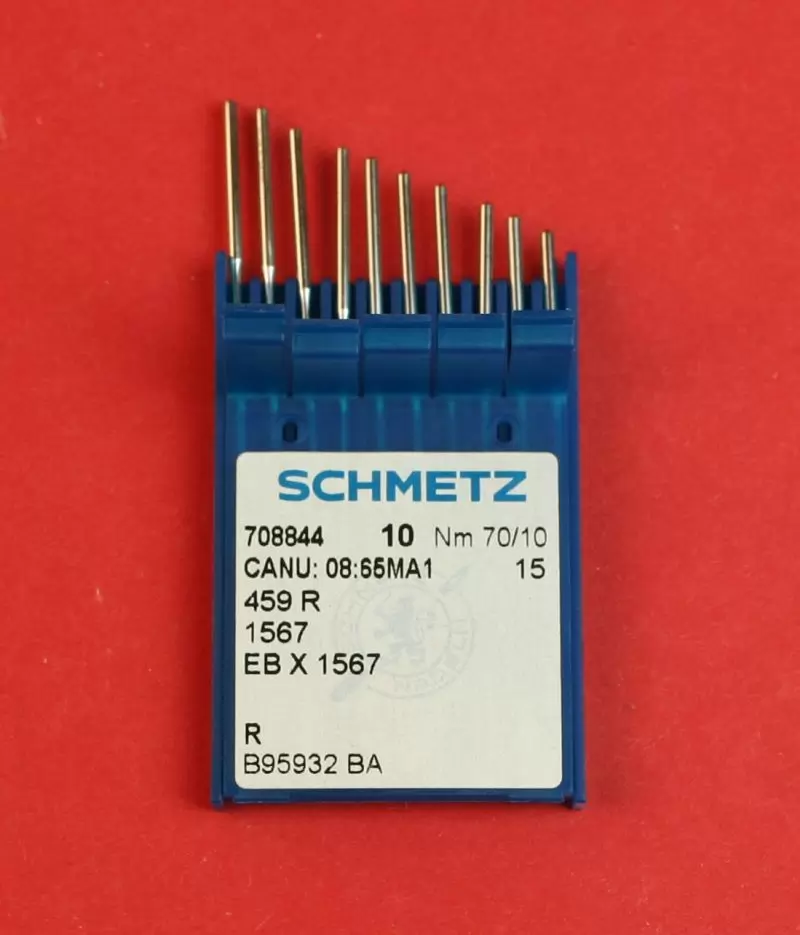 SCHMETZ
708844 10 Nm 70/10
CANU: 08:65MA1 15
459 R
1567
EB X 1567
R
B95932 BA